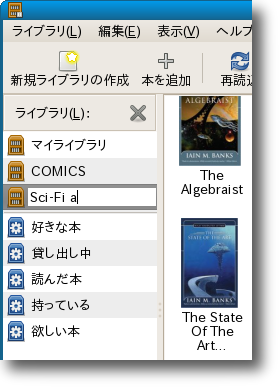 ライブラリ(L) 編集(E) 表示(V) ヘルプ
新規ライブラリの作成 本を追加 再読込
ライブラリ(L):
マイライブラリ
COMICS
Sci-Fi a
好きな本
貸し出し中
読んだ本
持っている
欲しい本
ALGEBRAIST
IAIN M. BANKS
The
Algebraist
STATE OF THE ART
IAIN M. BANKS
The State
Of The
Art...